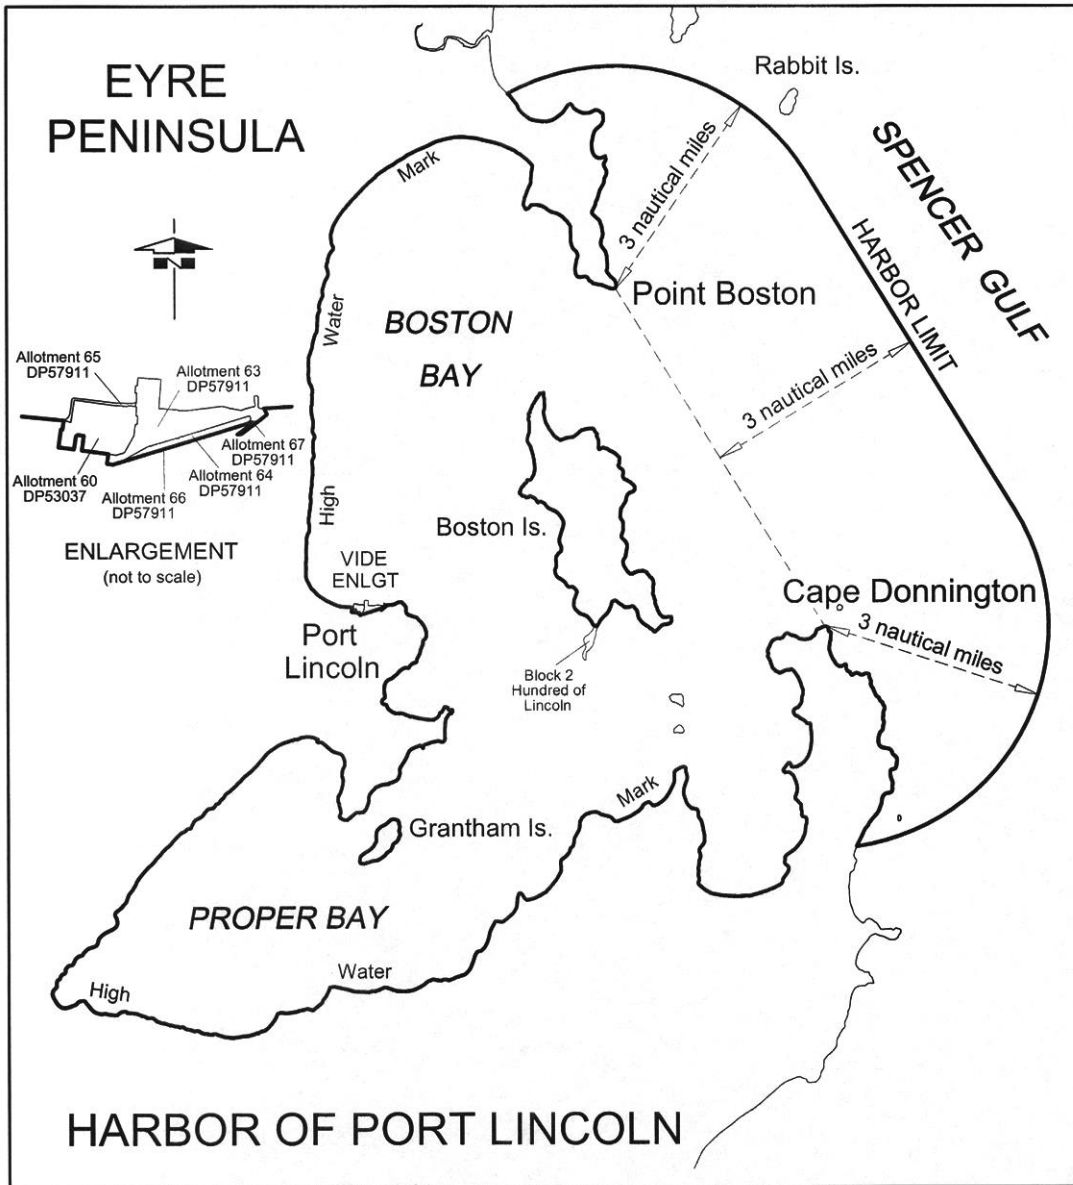 EYRE
PENINSULA
Rabbit Is.
SPENCER GULF
Mark
3 nautical miles
HARBOR LIMIT
N
Point Boston
Water
BOSTON
BAY
3 nautical miles
Allotment 65
DP57911
Allotment 63
DP57911
Allotment 67
DP57911
Allotment 60
DP53037
Allotment 64
DP57911
Allotment 66
DP57911
High
Boston Is.
ENLARGEMENT
(not to scale)
VIDE
ENLGT
Cape Donnington
3 nautical miles
Port
Lincoln
Block 2
Hundred of
Lincoln
Mark
Grantham Is.
PROPER BAY
Water
High
HARBOR OF PORT LINCOLN